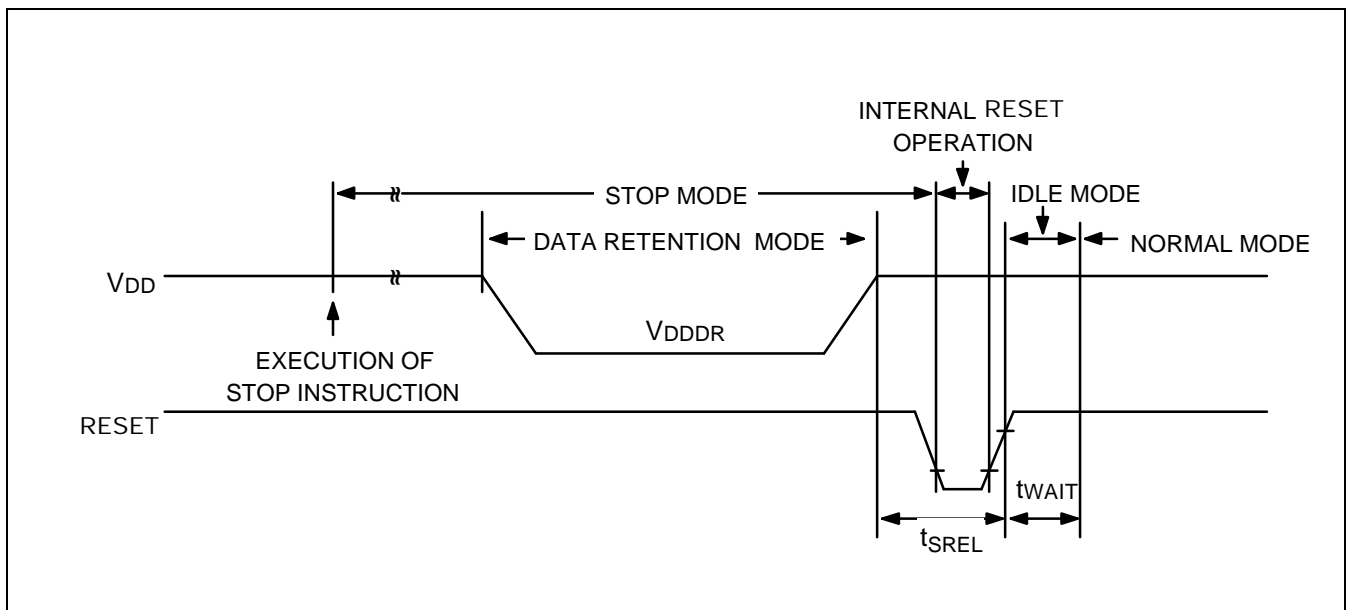 INTERNAL RESET
OPERATION
STOP MODE
IDLE MODE
DATA RETENTION MODE
NORMAL MODE
VDD
VDDDR
EXECUTION OF
STOP INSTRUCTION
RESET
tWAIT
tSREL